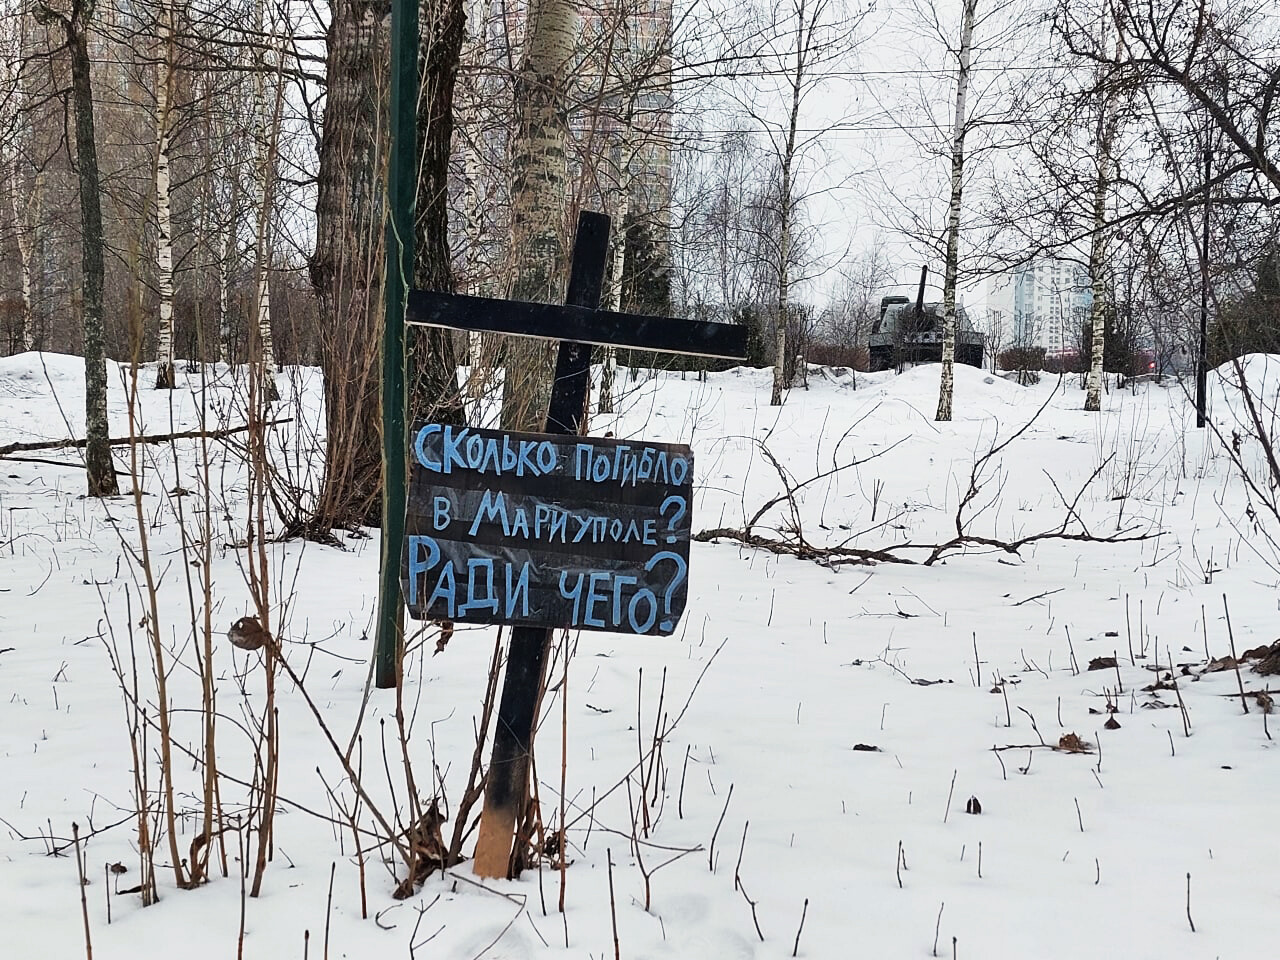 Сколько погибло
в Мариуполе?
Ради чего?